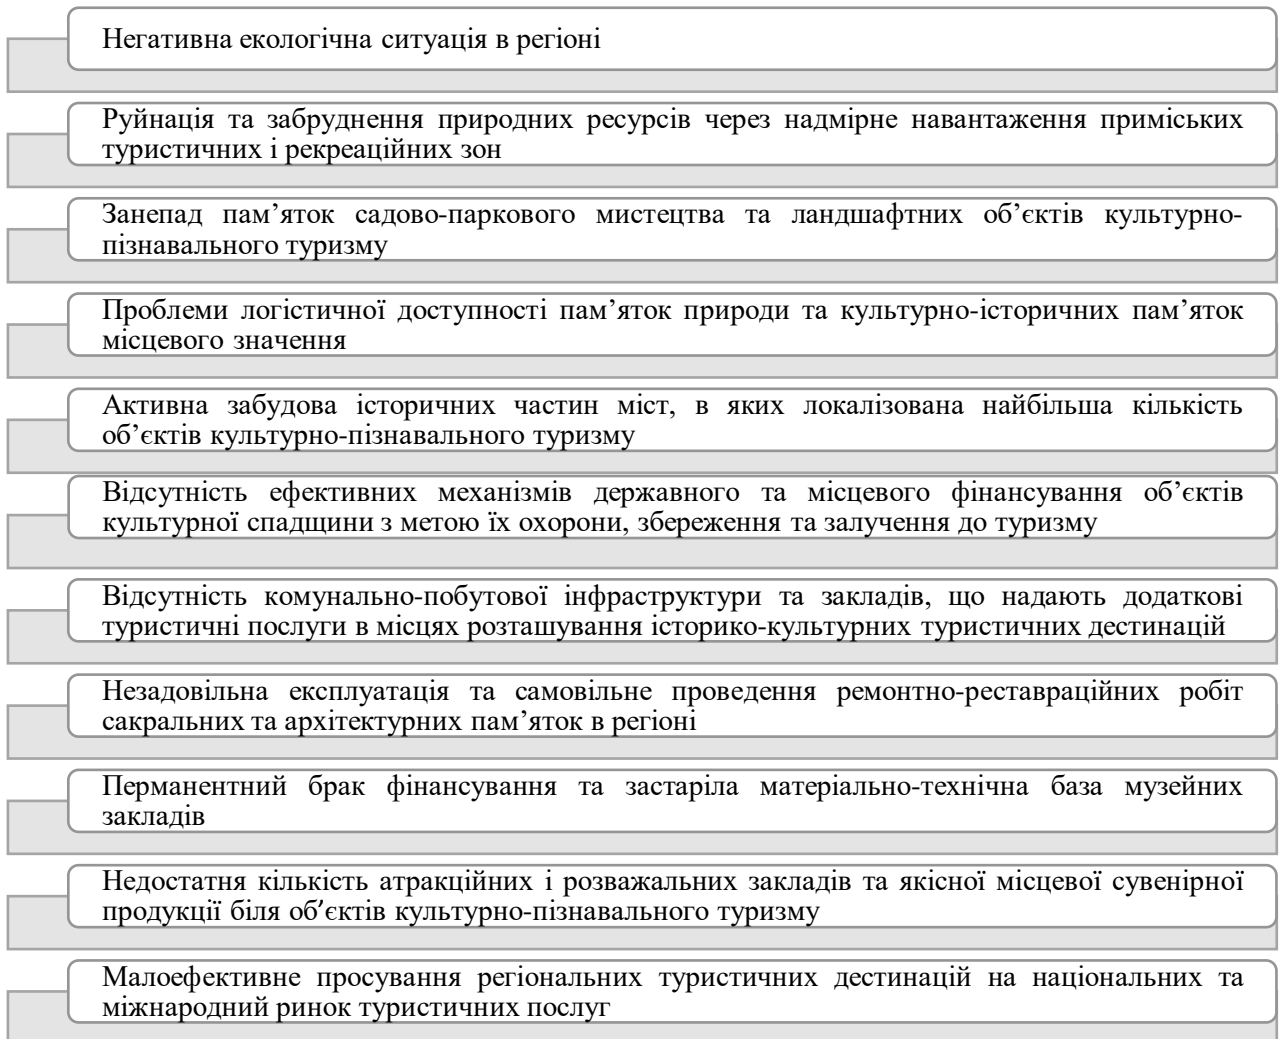 Негативна екологічна ситуація в регіоні
Руйнація та забруднення природних ресурсів через надмірне навантаження приміських
туристичних і рекреаційних зон
Занепад пам’яток садово-паркового мистецтва та ландшафтних об’єктів культурно-
пізнавального туризму
Проблеми логістичної доступності пам’яток природи та культурно-історичних пам’яток
місцевого значення
Активна забудова історичних частин міст, в яких локалізована найбільша кількість
об’єктів культурно-пізнавального туризму
Відсутність ефективних механізмів державного та місцевого фінансування об’єктів
культурної спадщини з метою їх охорони, збереження та залучення до туризму
Відсутність комунально-побутової інфраструктури та закладів, що надають додаткові
туристичні послуги в місцях розташування історико-культурних туристичних дестинацій
Незадовільна експлуатація та самовільне проведення ремонтно-реставраційних робіт
сакральних та архітектурних пам’яток в регіоні
Перманентний брак фінансування та застаріла матеріально-технічна база музейних
закладів
Недостатня кількість атракційних і розважальних закладів та якісної місцевої сувенірної
продукції біля об’єктів культурно-пізнавального туризму
Малоефективне просування регіональних туристичних дестинацій на національних та
міжнародний ринок туристичних послуг